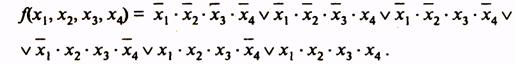 f(x₁, x₂, x₃, x₄) = x̄₁ · x̄₂ · x̄₃ · x̄₄ ∨ x̄₁ · x̄₂ · x̄₃ · x₄ ∨ x̄₁ · x̄₂ · x₃ · x̄₄ ∨
∨ x̄₁ · x₂ · x₃ · x̄₄ ∨ x₁ · x₂ · x₃ · x̄₄ ∨ x₁ · x₂ · x₃ · x₄ .